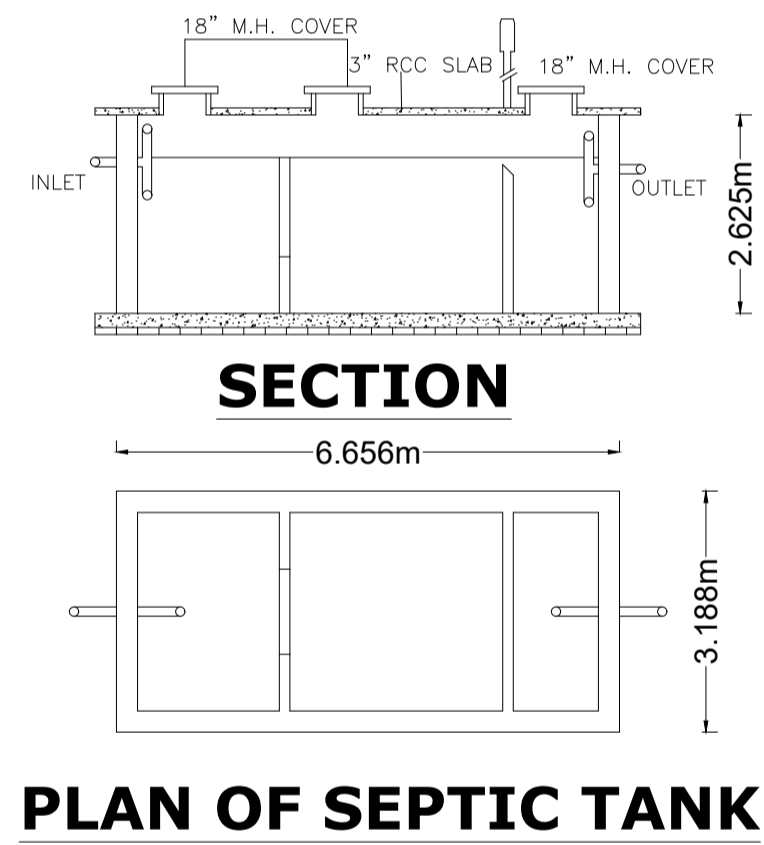 18” M.H. COVER
3” RCC SLAB
18” M.H. COVER
INLET
OUTLET
2.625m
SECTION
6.656m
3.188m
PLAN OF SEPTIC TANK